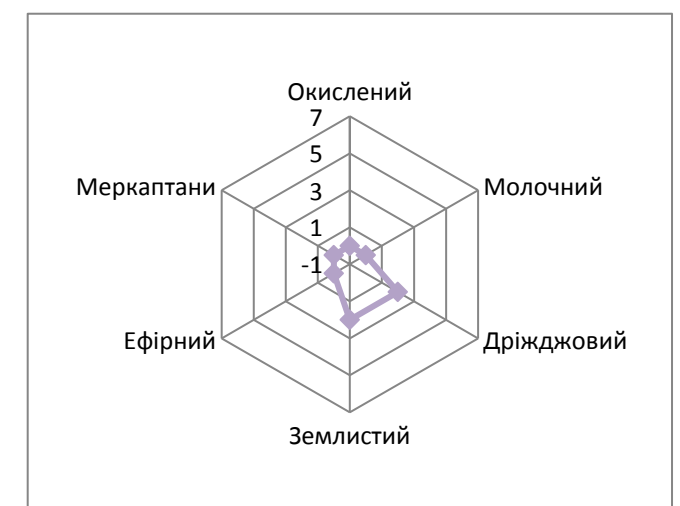 Окислений
7
5
3
1
-1
Молочний
Дріжджовий
Землистий
Ефірний
Меркаптани